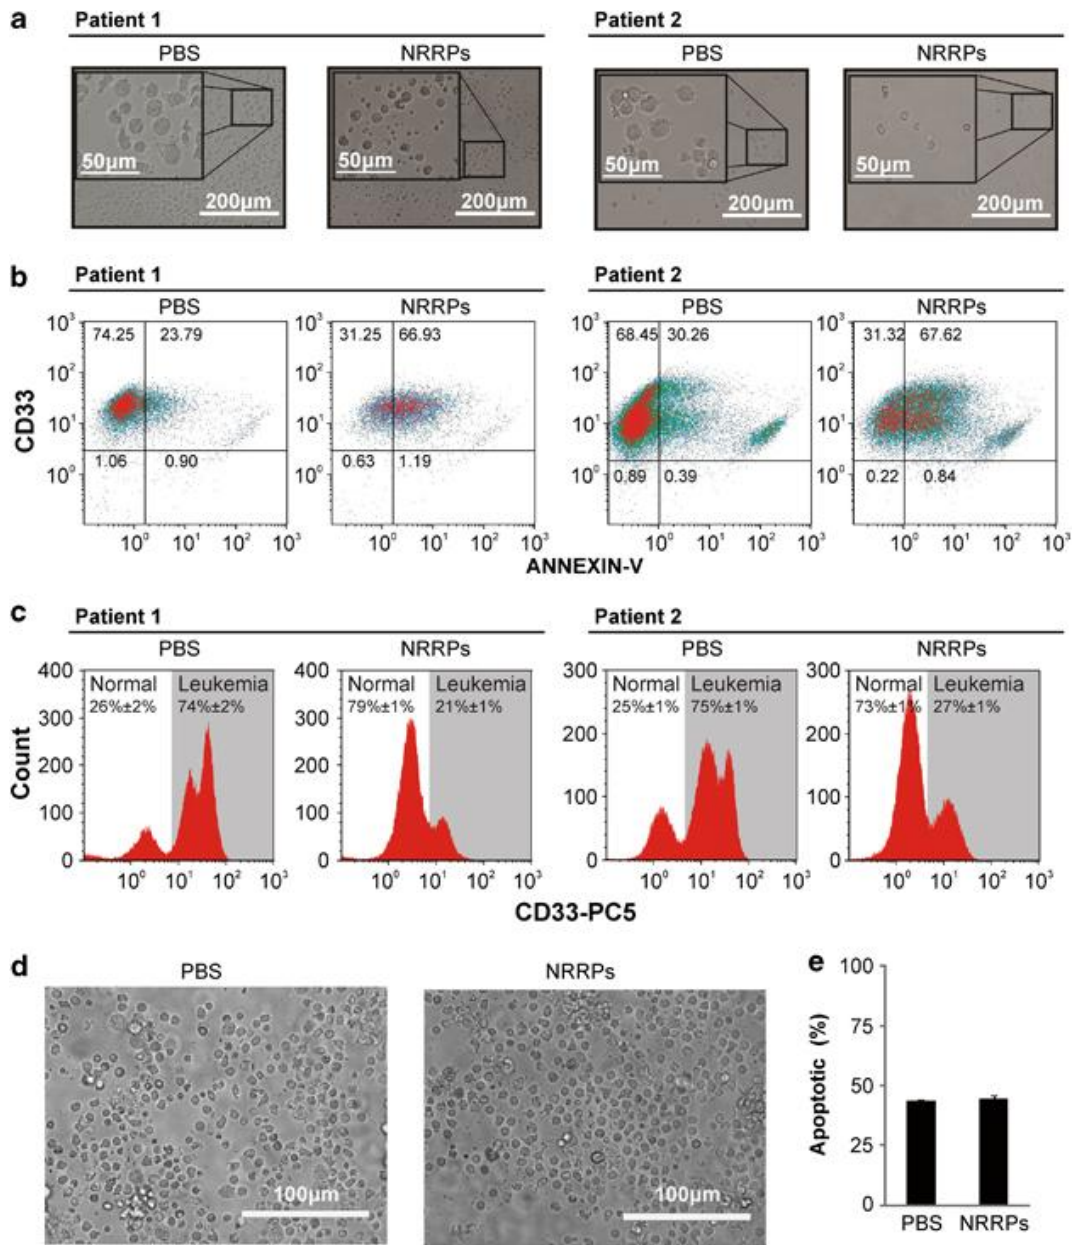 a Patient 1 Patient 2
PBS NRRPs PBS NRRPs
50µm 50µm 50µm 50µm
200µm 200µm 200µm 200µm
b Patient 1 Patient 2
PBS NRRPs PBS NRRPs
10³ 10³ 10³ 10³
74.25 23.79 31.25 66.93 68.45 30.26 31.32 67.62
10² 10² 10² 10²
CD33
10¹ 10¹ 10¹ 10¹
1.06 0.90 0.63 1.19 0.89 0.39 0.22 0.84
10⁰ 10⁰ 10⁰ 10⁰
10⁰ 10¹ 10² 10³ 10⁰ 10¹ 10² 10³ 10⁰ 10¹ 10² 10³ 10⁰ 10¹ 10² 10³
ANNEXIN-V
c Patient 1 Patient 2
PBS NRRPs PBS NRRPs
400 400 300 300
Normal Leukemia Normal Leukemia Normal Leukemia Normal Leukemia
26%±2% 74%±2% 79%±1% 21%±1% 25%±1% 75%±1% 73%±1% 27%±1%
300 300 200 200
Count
200 200 100 100
100 100
0 0 0 0
10⁰ 10¹ 10² 10³ 10⁰ 10¹ 10² 10³ 10⁰ 10¹ 10² 10³ 10⁰ 10¹ 10² 10³
CD33-PC5
d PBS NRRPs
100µm 100µm
e
100
75
Apoptotic (%)
50
25
0
PBS NRRPs